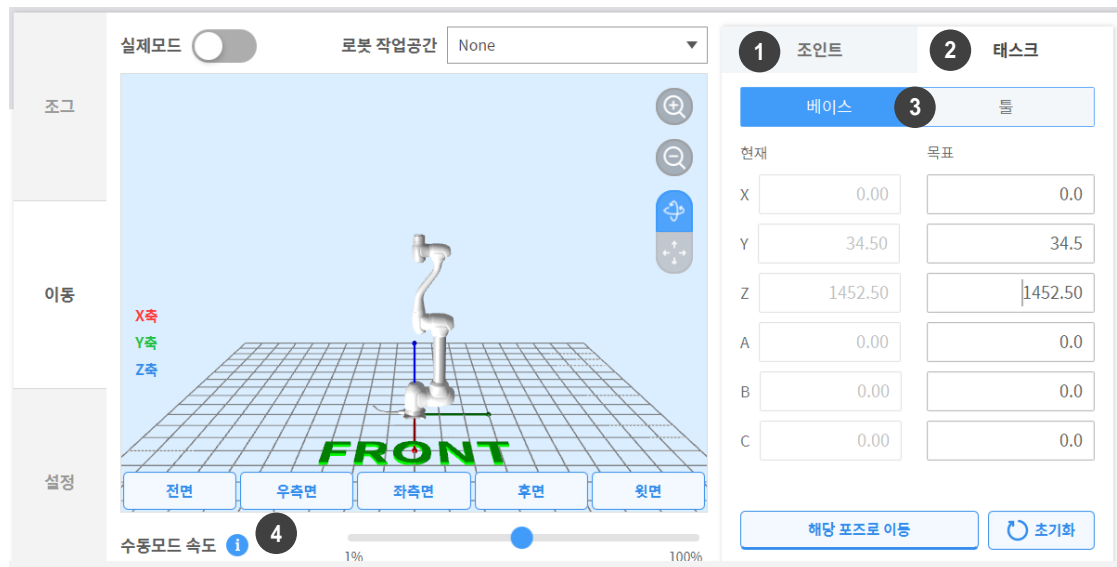 조그
이동
설정
실제모드
로봇 작업공간
None
X축
Y축
Z축
FRONT
전면
우측면
좌측면
후면
윗면
수동모드 속도 i
4
1%
100%
1 조인트
2 태스크
베이스
3
툴
현재
목표
X 0.00 0.0
Y 34.50 34.5
Z 1452.50 1452.50
A 0.00 0.0
B 0.00 0.0
C 0.00 0.0
해당 포즈로 이동
초기화